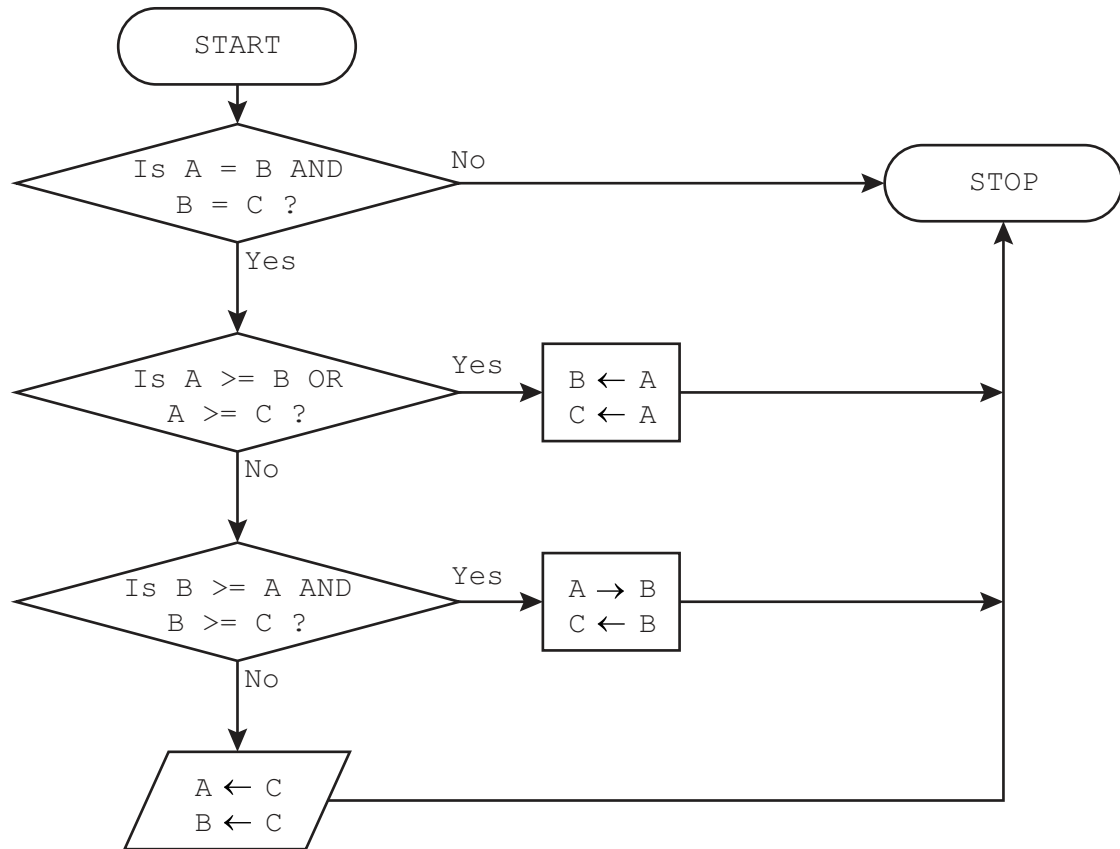 START
Is A = B AND
B = C ?
No
STOP
Yes
Is A >= B OR
A >= C ?
Yes
B ← A
C ← A
No
Is B >= A AND
B >= C ?
Yes
A → B
C ← B
No
A ← C
B ← C